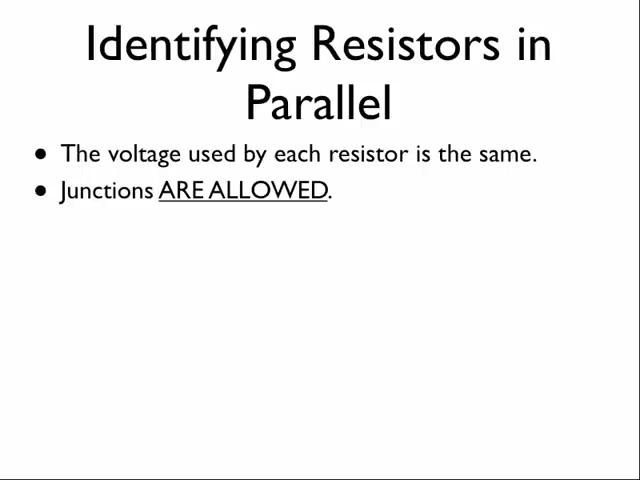 Identifying Resistors in
Parallel
• The voltage used by each resistor is the same.
• Junctions ARE ALLOWED.